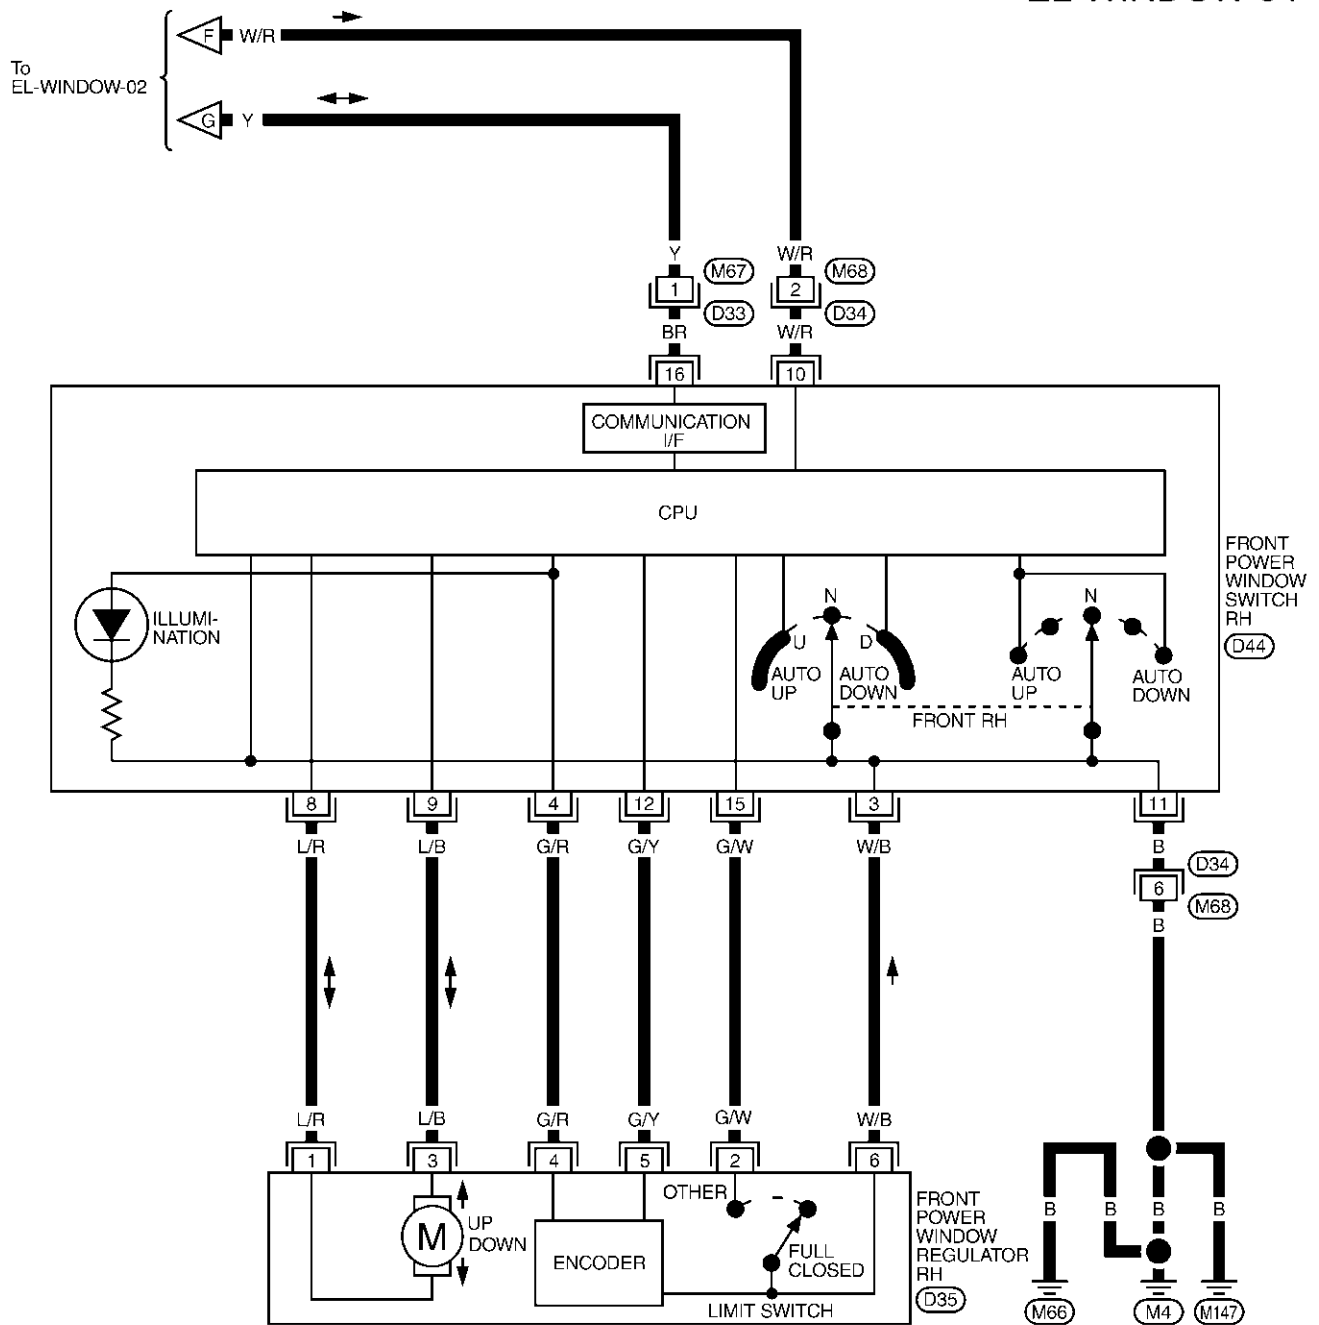 F W/R
To
EL-WINDOW-02
G Y
Y W/R
1 M67 2 M68
D33 D34
BR W/R
16 10
COMMUNICATION
I/F
CPU
FRONT
POWER
WINDOW
SWITCH
RH
D44
ILLUMI-
NATION
N
U D
AUTO
UP
AUTO
DOWN
N
AUTO
UP
AUTO
DOWN
FRONT RH
8 9 4 12 15 3 11
L/R L/B G/R G/Y G/W W/B B
D34
6
M68
B
L/R L/B G/R G/Y G/W W/B
1 3 4 5 2 6
OTHER
M
UP
DOWN
ENCODER
FULL
CLOSED
LIMIT SWITCH
FRONT
POWER
WINDOW
REGULATOR
RH
D35
B B B B
M66 M4 M147